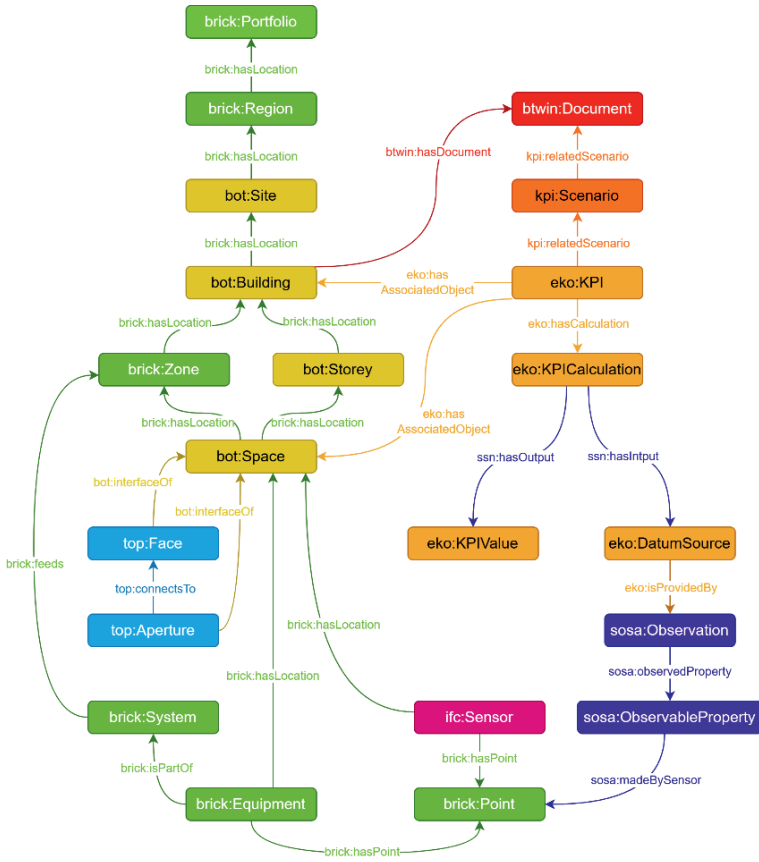 brick:Portfolio
brick:hasLocation
brick:Region
btwin:Document
brick:hasLocation
btwin:hasDocument
kpi:relatedScenario
bot:Site
kpi:Scenario
brick:hasLocation
kpi:relatedScenario
bot:Building
eko:has
AssociatedObject
eko:KPI
brick:hasLocation
brick:hasLocation
eko:hasCalculation
brick:Zone
bot:Storey
eko:KPICalculation
brick:hasLocation
brick:hasLocation
eko:has
AssociatedObject
bot:Space
ssn:hasOutput
ssn:hasIntput
bot:interfaceOf
bot:interfaceOf
top:Face
eko:KPIValue
eko:DatumSource
brick:feeds
top:connectsTo
eko:isProvidedBy
top:Aperture
brick:hasLocation
sosa:Observation
brick:hasLocation
sosa:observedProperty
brick:System
ifc:Sensor
sosa:ObservableProperty
brick:isPartOf
brick:hasPoint
sosa:madeBySensor
brick:Equipment
brick:Point
brick:hasPoint